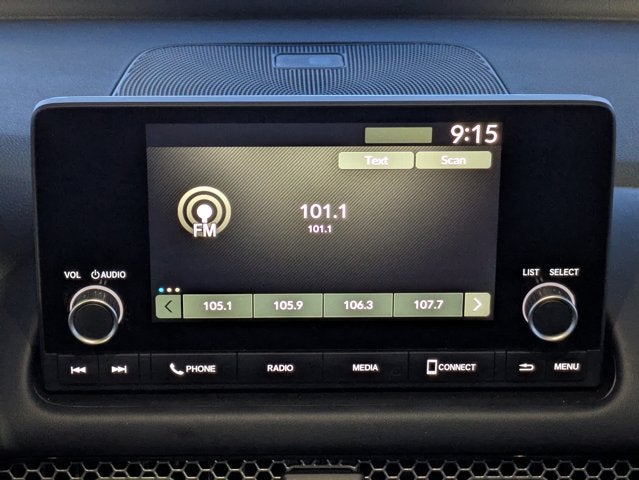 9:15
Text Scan
101.1
FM
101.1
VOL AUDIO
LIST SELECT
105.1 105.9 106.3 107.7
PHONE RADIO MEDIA CONNECT MENU